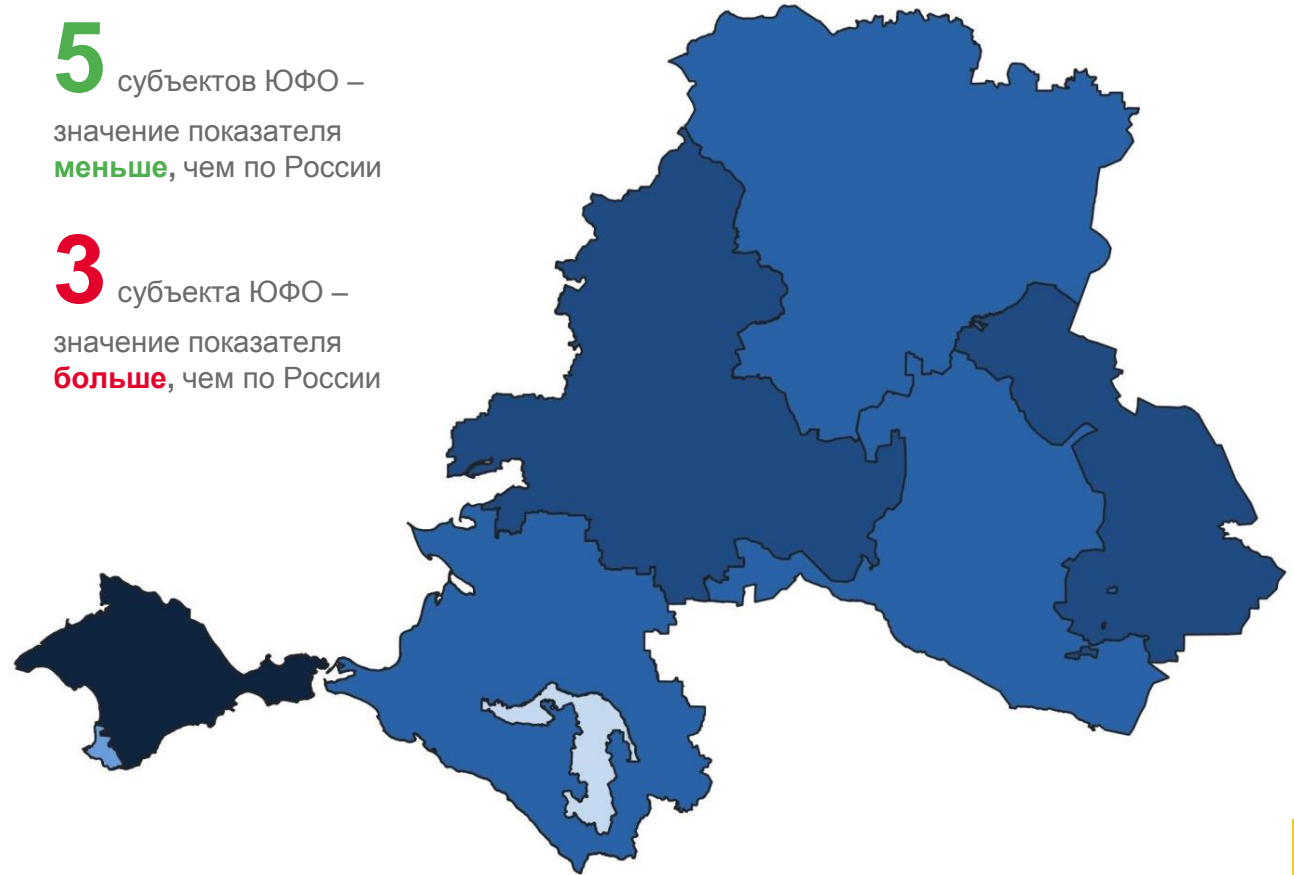 5 субъектов ЮФО –
значение показателя
меньше, чем по России
3 субъекта ЮФО –
значение показателя
больше, чем по России